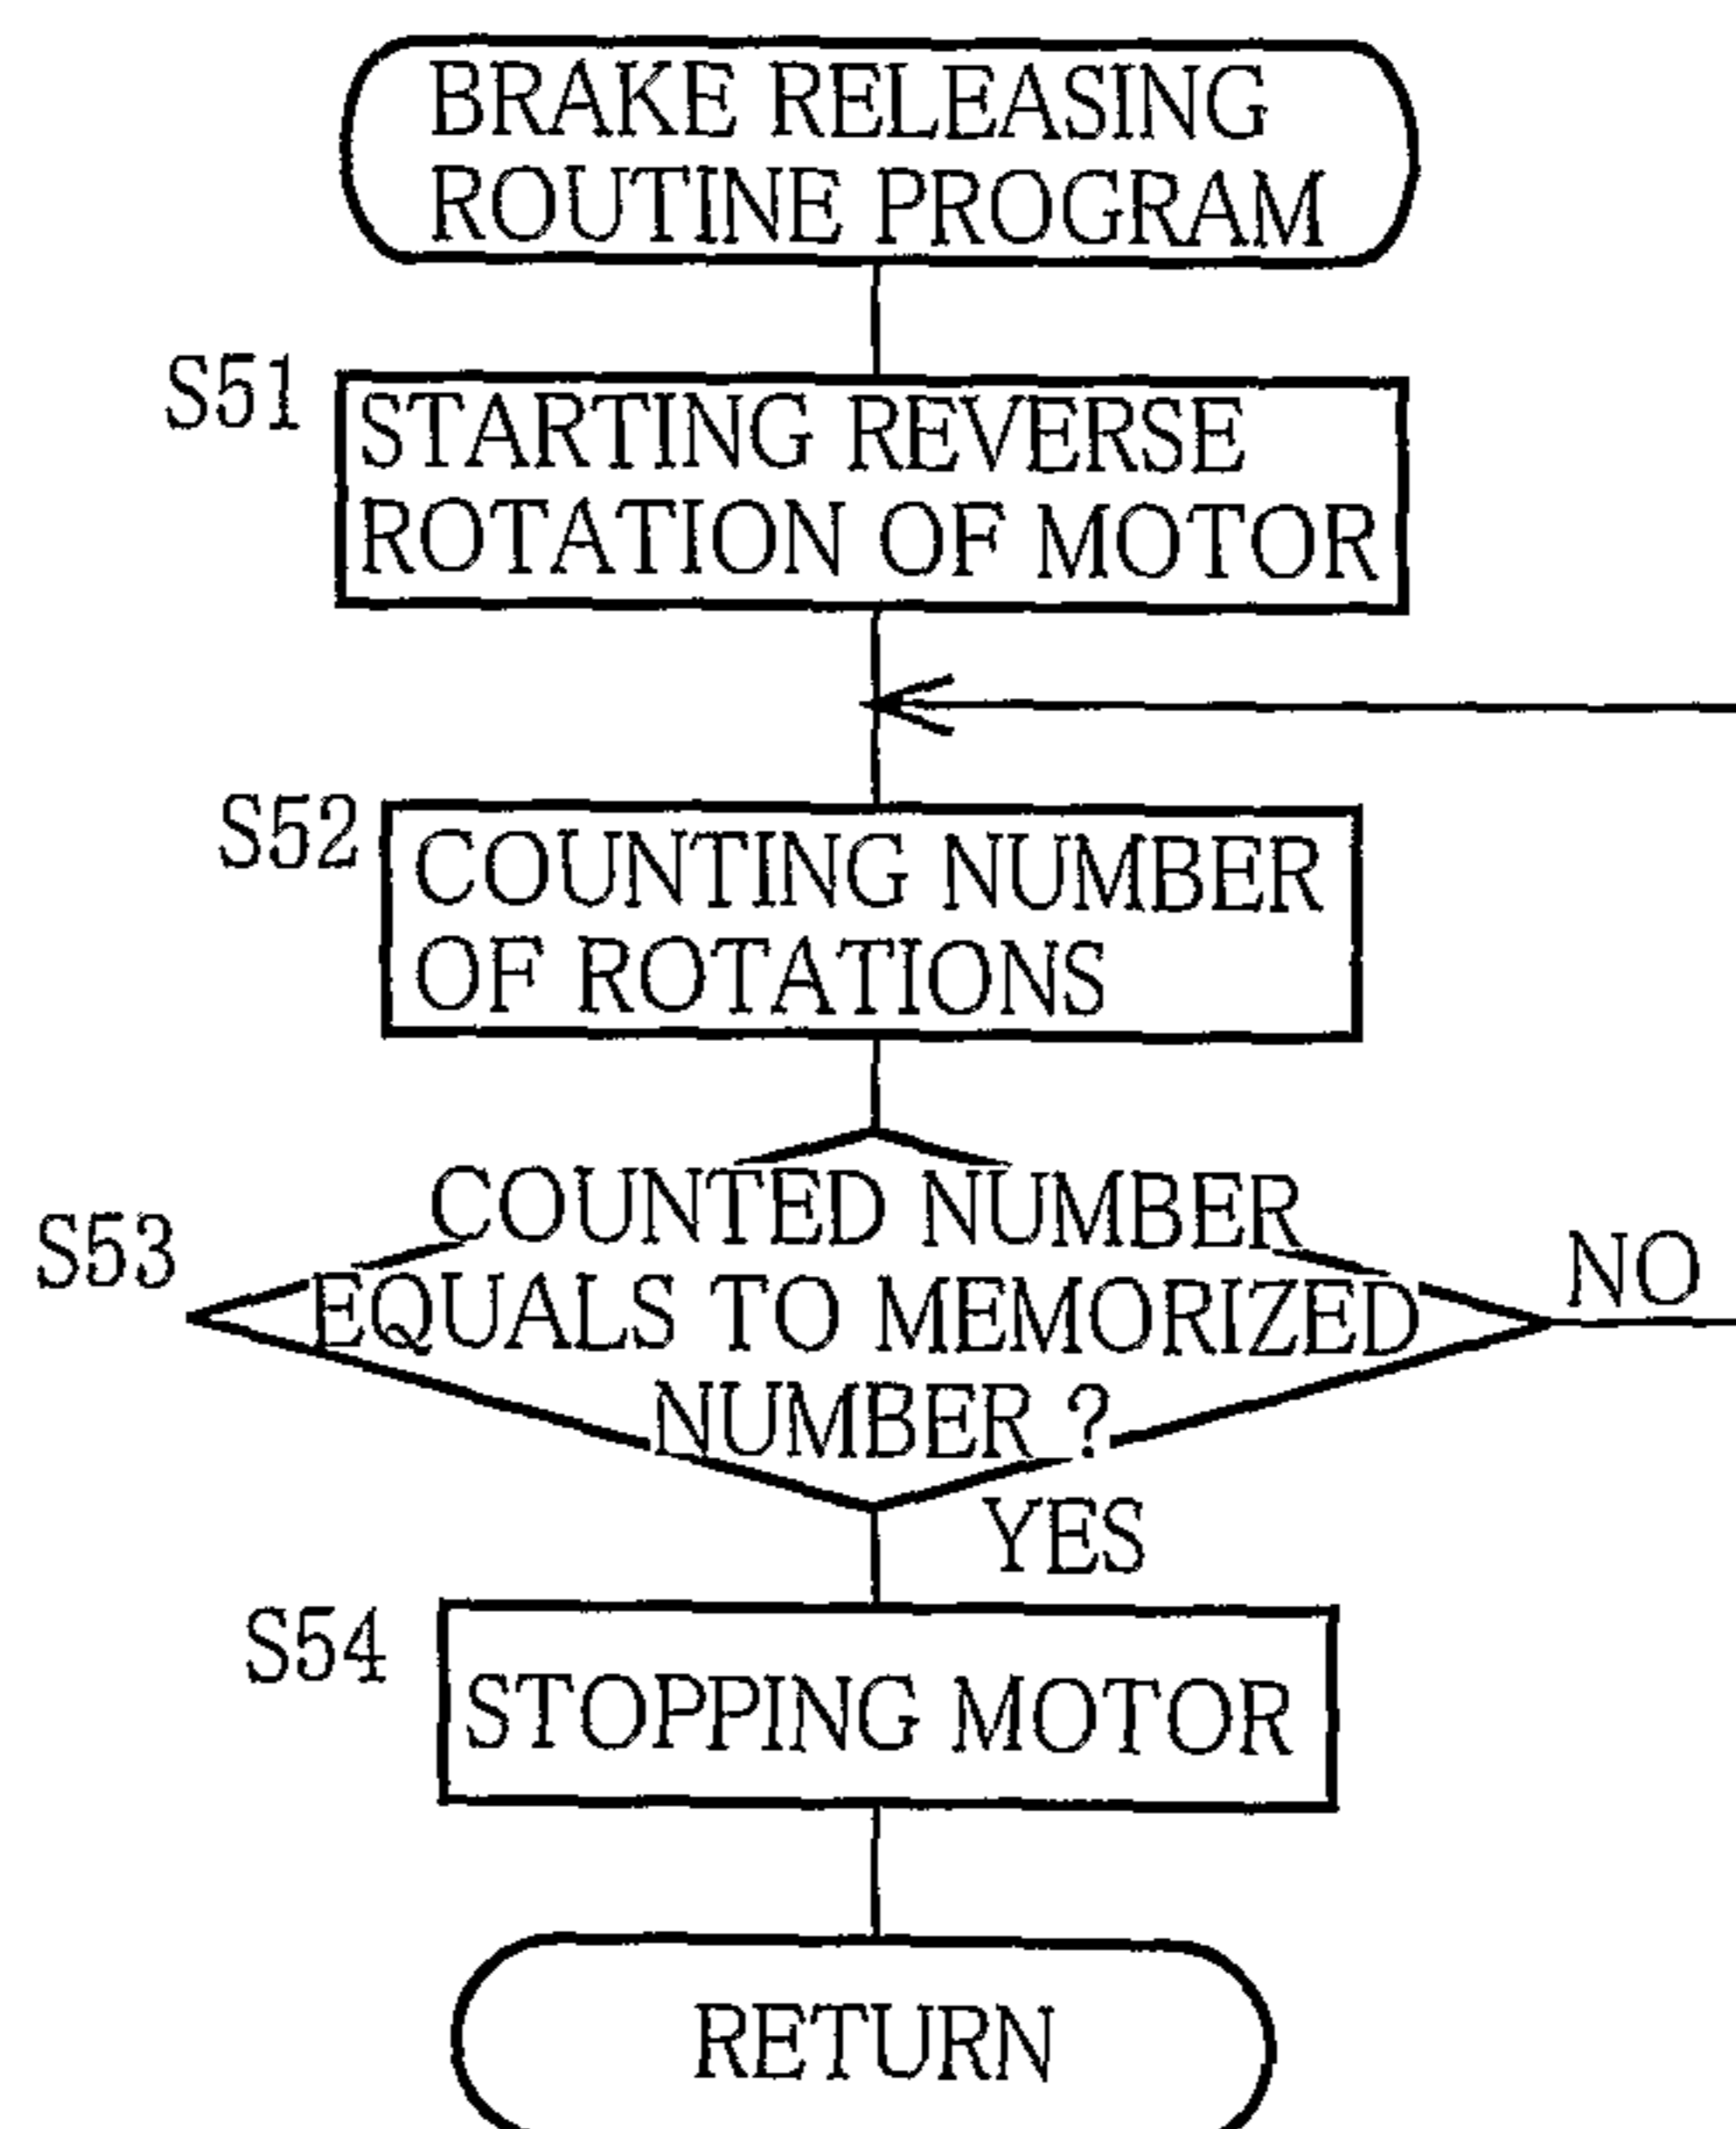 BRAKE RELEASING
ROUTINE PROGRAM
S51
STARTING REVERSE
ROTATION OF MOTOR
S52
COUNTING NUMBER
OF ROTATIONS
S53
COUNTED NUMBER
EQUALS TO MEMORIZED
NUMBER ?
NO
YES
S54
STOPPING MOTOR
RETURN